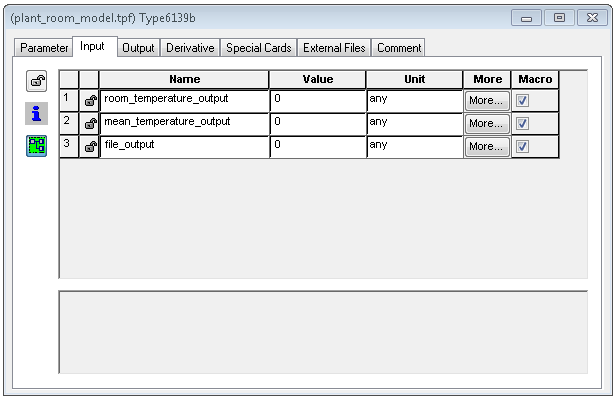 (plant_room_model.tpf) Type6139b
Parameter Input Output Derivative Special Cards External Files Comment
Name Value Unit More Macro
1 room_temperature_output 0 any More...
2 mean_temperature_output 0 any More...
3 file_output 0 any More...